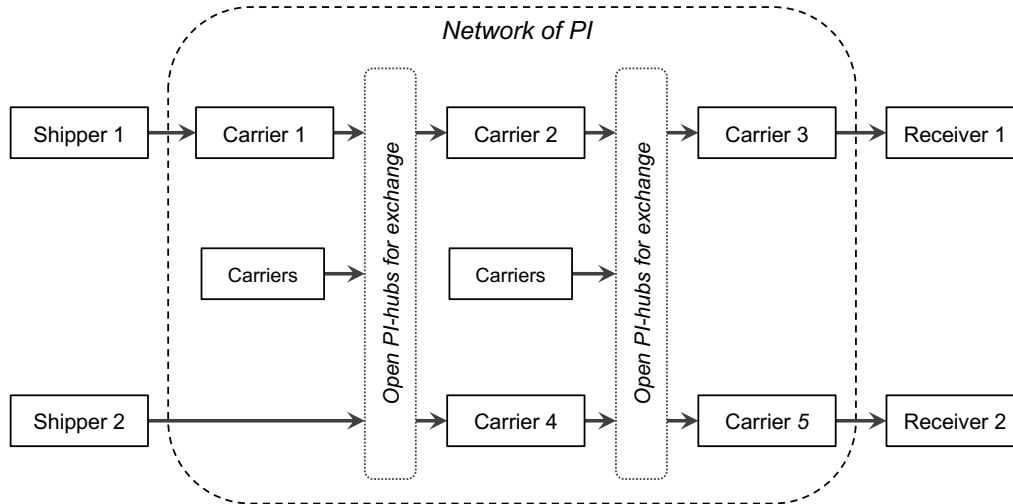 Network of PI
Shipper 1
Carrier 1
Open PI-hubs for exchange
Carrier 2
Open PI-hubs for exchange
Carrier 3
Receiver 1
Carriers
Carriers
Shipper 2
Carrier 4
Carrier 5
Receiver 2